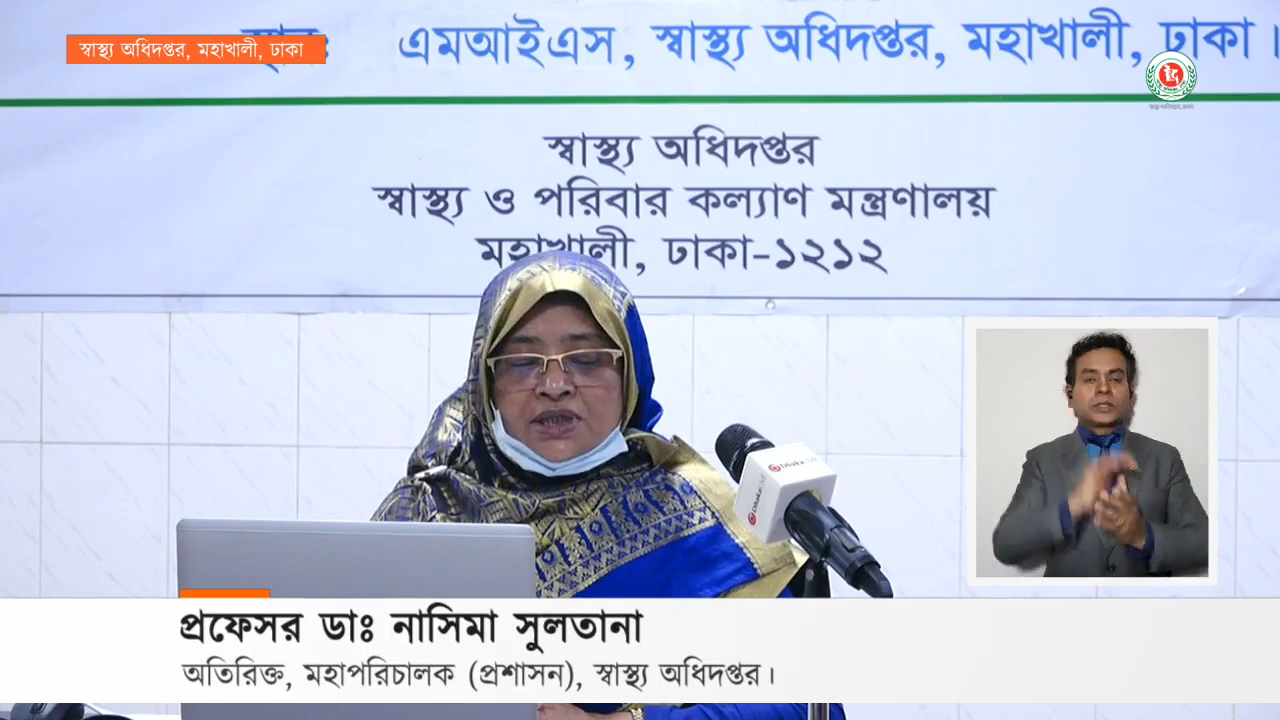 স্বাস্থ্য অধিদপ্তর, মহাখালী, ঢাকা
এমআইএস, স্বাস্থ্য অধিদপ্তর, মহাখালী, ঢাকা।
স্বাস্থ্য অধিদপ্তর
স্বাস্থ্য ও পরিবার কল্যাণ মন্ত্রণালয়
মহাখালী, ঢাকা-১২১২
প্রফেসর ডাঃ নাসিমা সুলতানা
অতিরিক্ত, মহাপরিচালক (প্রশাসন), স্বাস্থ্য অধিদপ্তর।